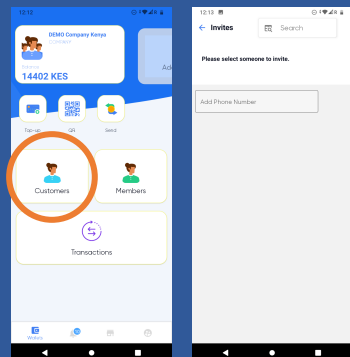 12:12
DEMO Company Kenya
14402 KES
Add
Top-up
QR
Send
Customers
Members
Transactions
Wallets
12:13
Invites
Search
Please select someone to invite.
Add Phone Number